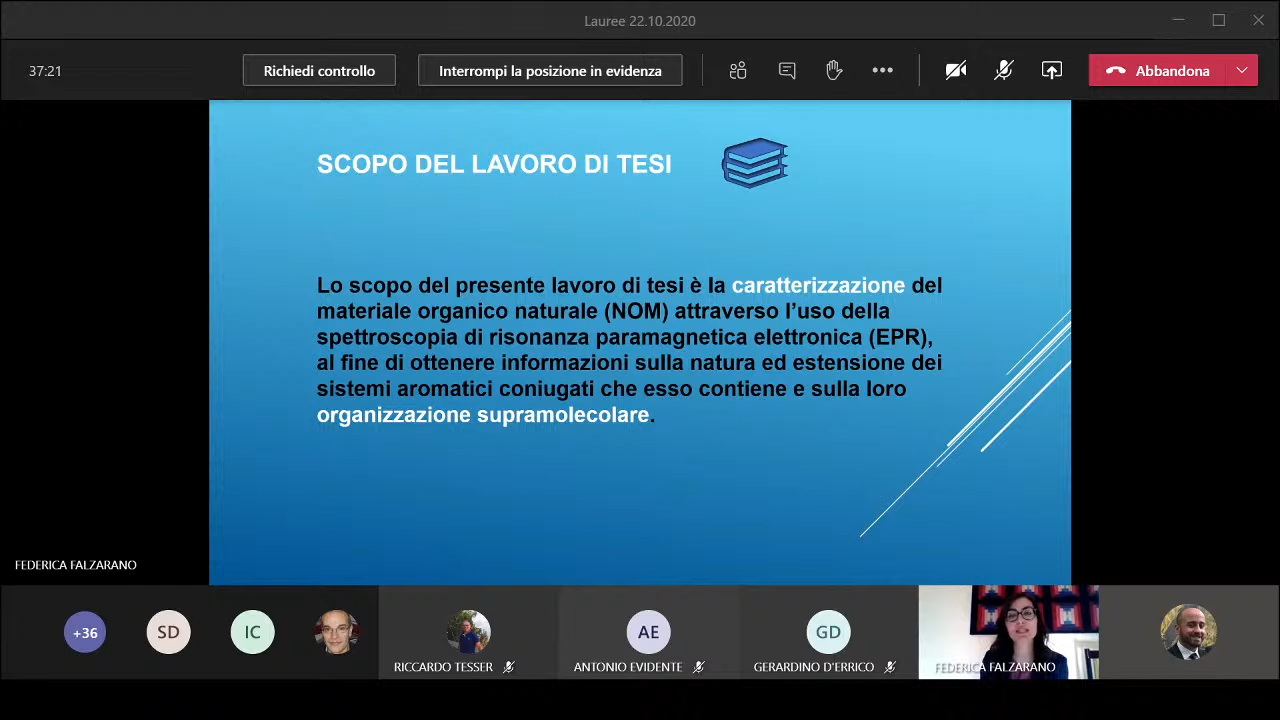 Lauree 22.10.2020
37:21
Richiedi controllo
Interrompi la posizione in evidenza
Abbandona
SCOPO DEL LAVORO DI TESI
Lo scopo del presente lavoro di tesi è la caratterizzazione del
materiale organico naturale (NOM) attraverso l'uso della
spettroscopia di risonanza paramagnetica elettronica (EPR),
al fine di ottenere informazioni sulla natura ed estensione dei
sistemi aromatici coniugati che esso contiene e sulla loro
organizzazione supramolecolare.
FEDERICA FALZARANO
+36
SD
IC
RICCARDO TESSER
AE
ANTONIO EVIDENTE
GD
GERARDINO D'ERRICO
FEDERICA FALZARANO